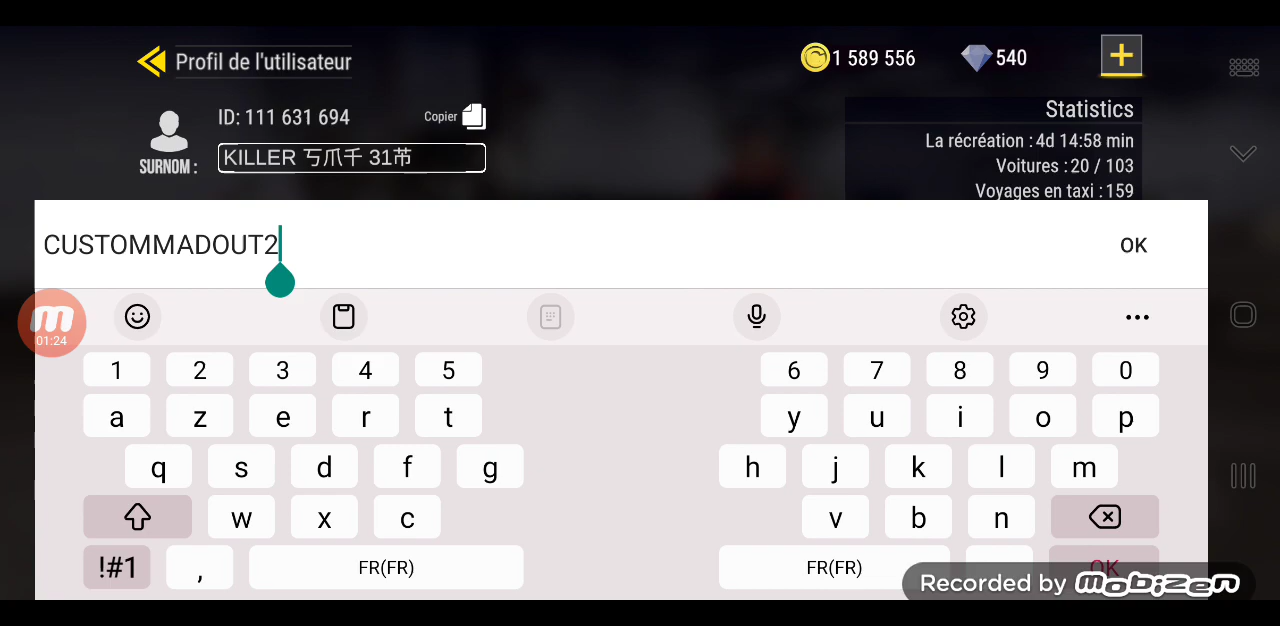 Profil de l'utilisateur
1 589 556
540
+
ID: 111 631 694
Copier
SURNOM :
KILLER 丂爪千 31芇
Statistics
La récréation : 4d 14:58 min
Voitures : 20 / 103
Voyages en taxi : 159
CUSTOMMADOUT2
OK
m
01:24
1 2 3 4 5 6 7 8 9 0
a z e r t y u i o p
q s d f g h j k l m
w x c v b n
!#1 , FR(FR) FR(FR) OK
Recorded by mobizen